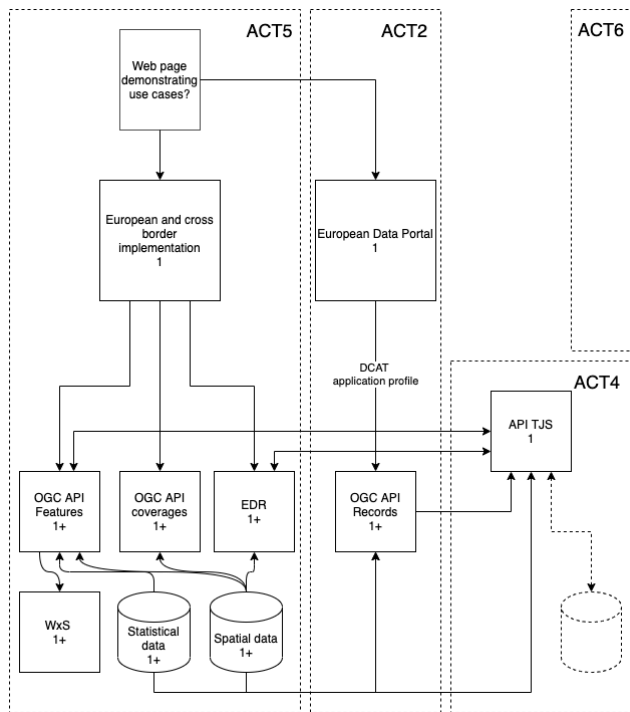 ACT5
ACT2
ACT6
Web page
demonstrating
use cases?
European and cross
border
implementation
1
European Data Portal
1
DCAT
application profile
ACT4
API TJS
1
OGC API
Features
1+
OGC API
coverages
1+
EDR
1+
OGC API
Records
1+
WxS
1+
Statistical
data
1+
Spatial data
1+